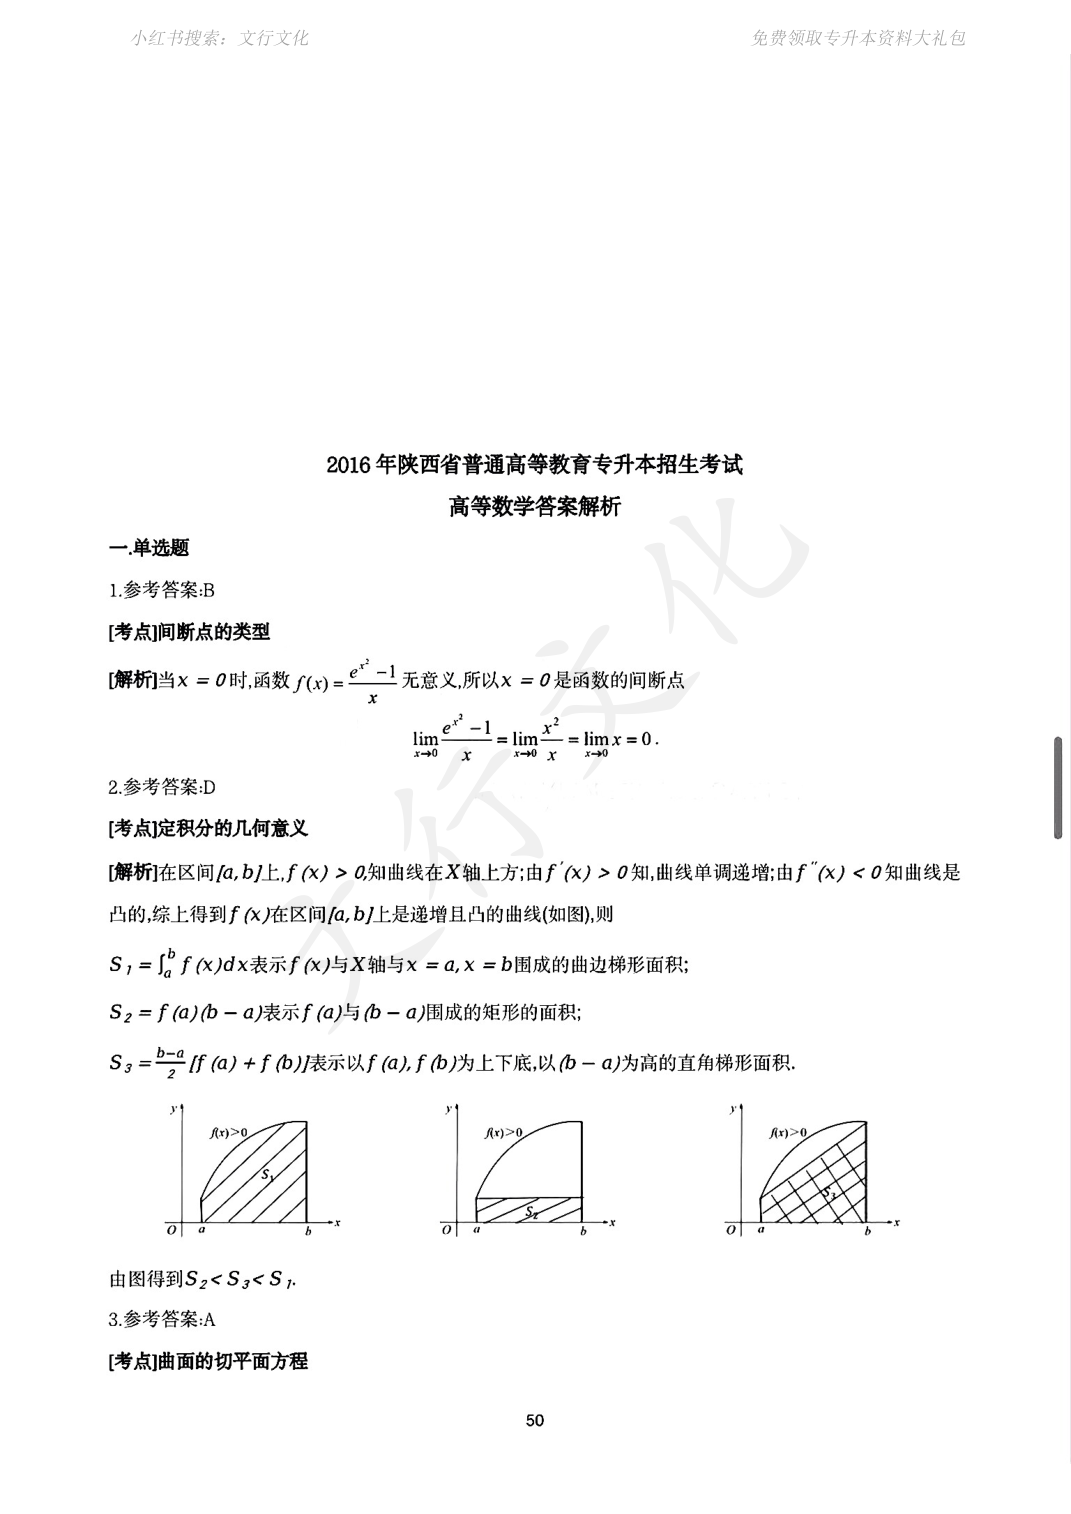 小红书搜索：文行文化 免费领取专升本资料大礼包
2016年陕西省普通高等教育专升本招生考试
高等数学答案解析
一.单选题
1.参考答案:B
[考点]间断点的类型
[解析]当x = 0时,函数 f(x) = (e^{x^2} −1)/x 无意义,所以x = 0是函数的间断点
lim_{x→0} (e^{x^2} −1)/x = lim_{x→0} x^2/x = lim_{x→0} x = 0 .
2.参考答案:D
[考点]定积分的几何意义
[解析]在区间[a, b]上,f (x) > 0,知曲线在X轴上方;由f ′(x) > 0知,曲线单调递增;由f ″(x) < 0知曲线是
凸的,综上得到f (x)在区间[a, b]上是递增且凸的曲线(如图),则
S₁ = ∫_a^b f (x)dx表示f (x)与X轴与x = a, x = b围成的曲边梯形面积;
S₂ = f (a)(b − a)表示f (a)与(b − a)围成的矩形的面积;
S₃ = (b−a)/2 [f (a) + f (b)]表示以f (a), f (b)为上下底,以(b − a)为高的直角梯形面积.
y f(x)>0 S₁ O a b x
y f(x)>0 S₂ O a b x
y f(x)>0 S₃ O a b x
由图得到S₂< S₃< S₁.
3.参考答案:A
[考点]曲面的切平面方程
50
文行文化